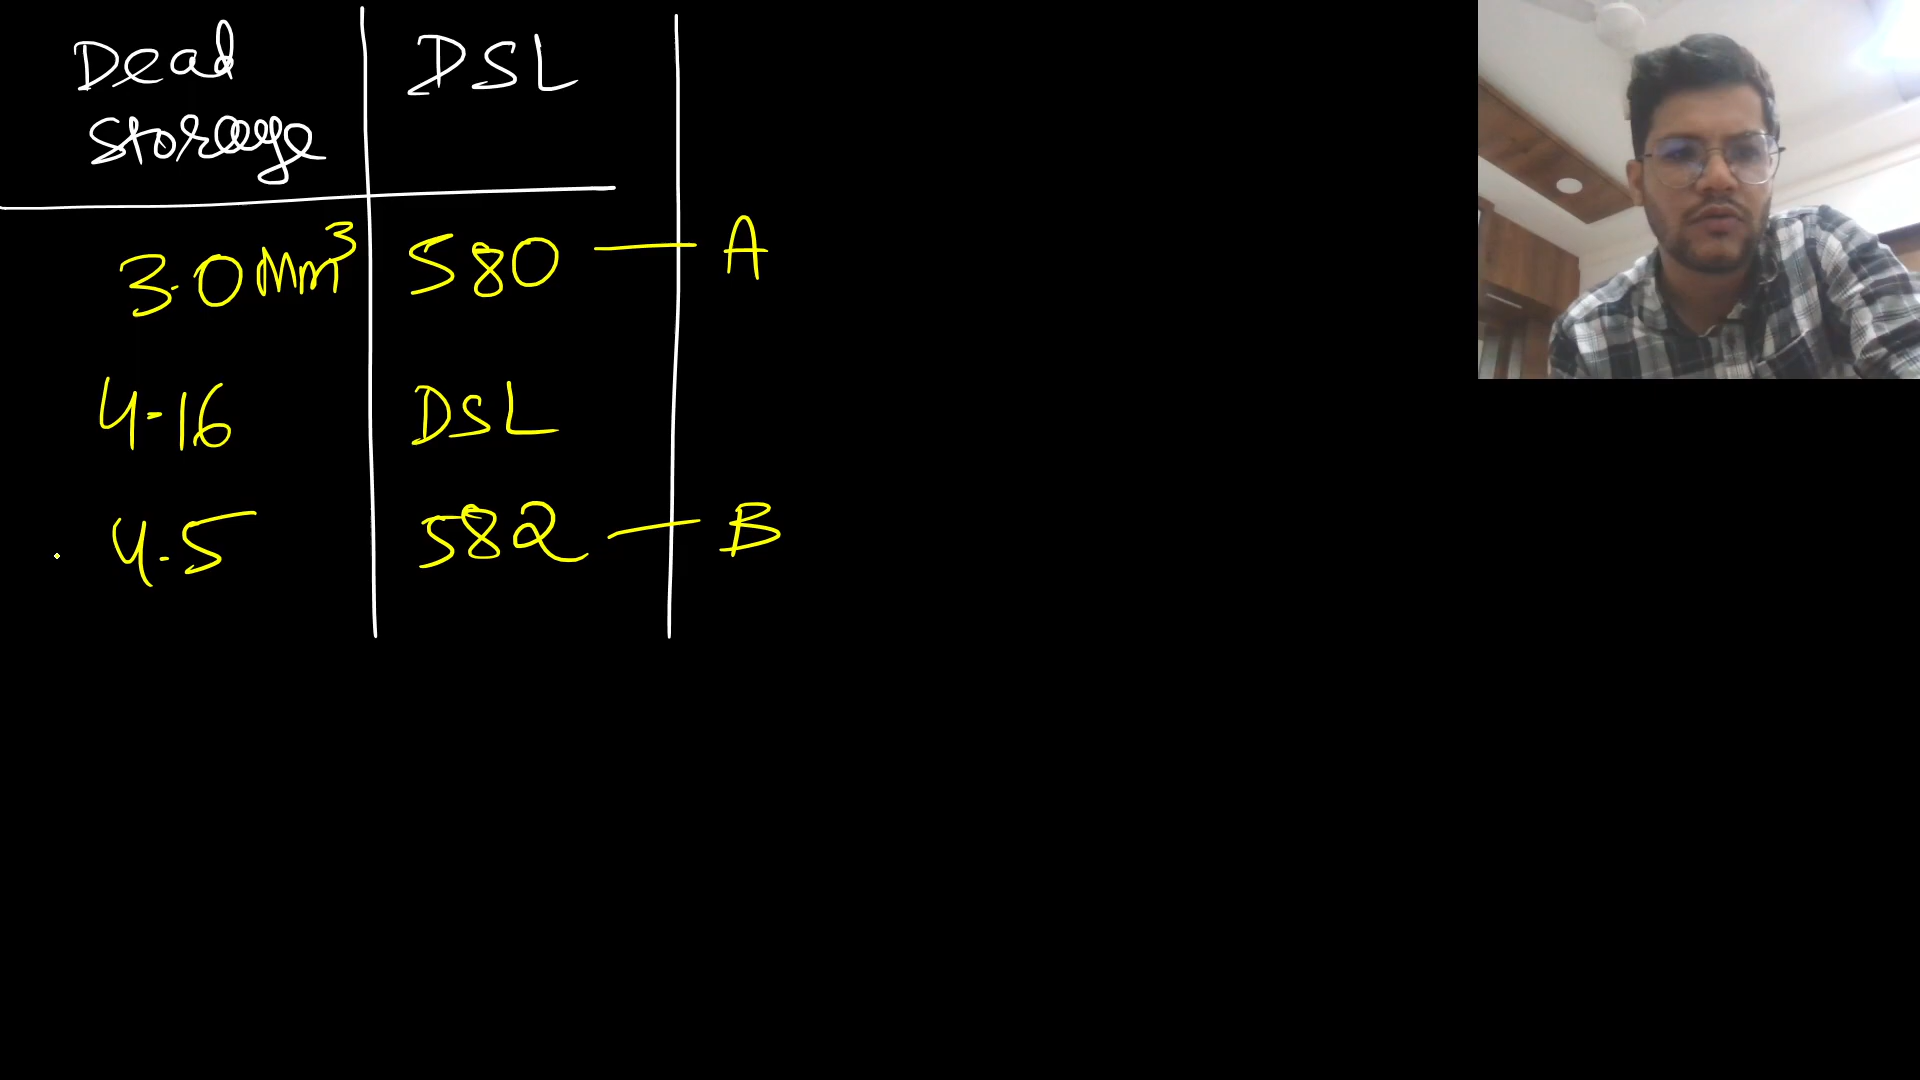 Dead DSL
storage
3.0 Mm³ 580 — A
4.16 DSL
4.5 582 — B